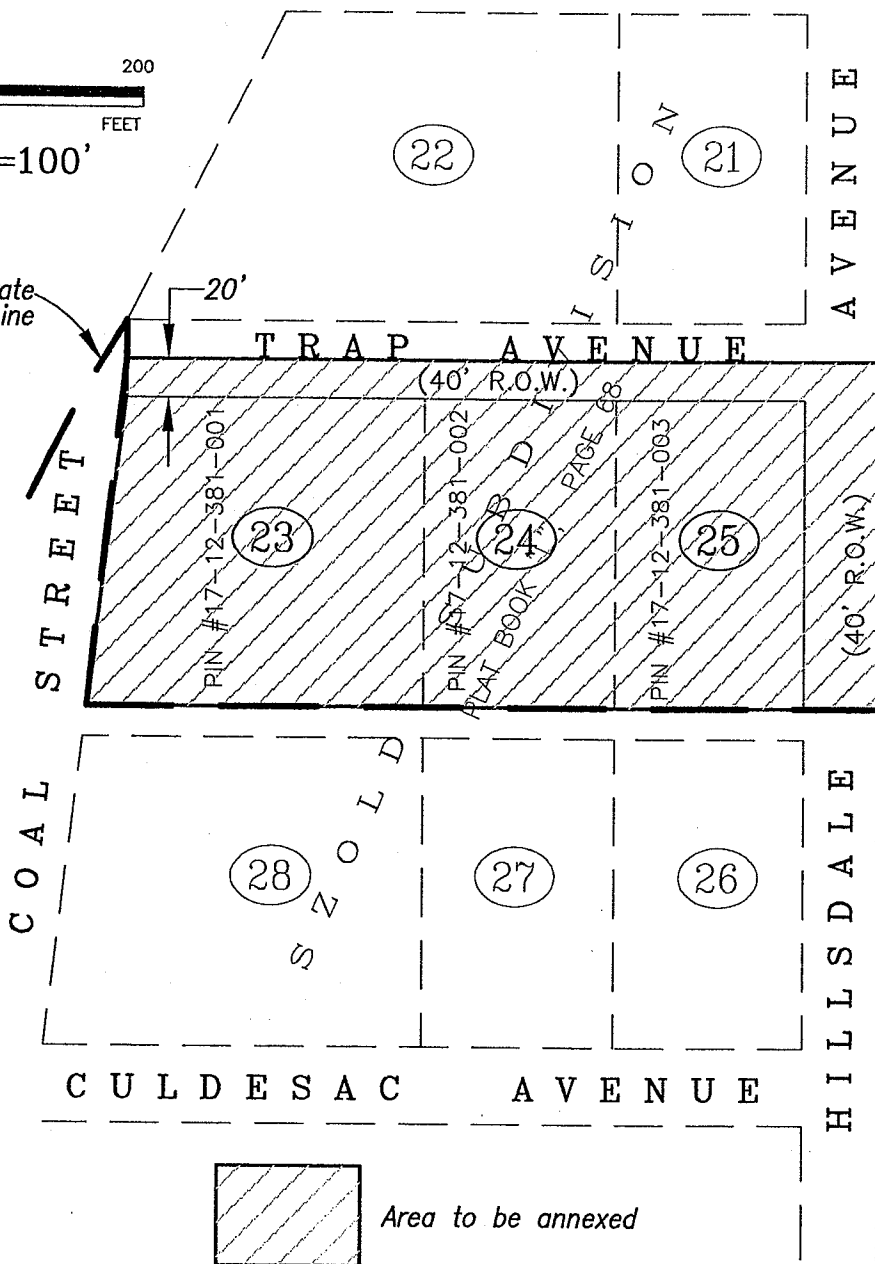 200
FEET
=100'
22
21
AVENUE
20'
TRAP AVENUE
(40' R.O.W.)
PIN #17-12-381-001
PIN #17-12-381-002
PIN #17-12-381-003
23
24
25
(40' R.O.W.)
COAL STREET
SZOLD SUBDIVISION
PAGE 68
PLAT BOOK
28
27
26
HILLSDALE
CULDESAC AVENUE
Area to be annexed